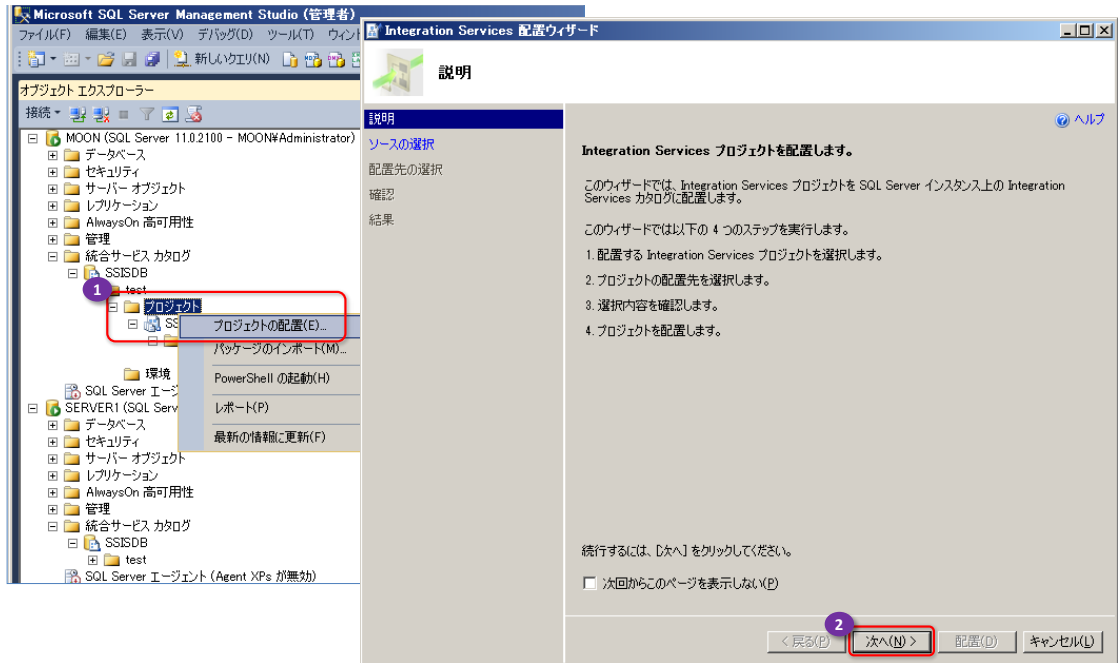 Microsoft SQL Server Management Studio (管理者)
ファイル(F) 編集(E) 表示(V) デバッグ(D) ツール(T) ウィント
新しいクエリ(N)
オブジェクト エクスプローラー
接続
MOON (SQL Server 11.0.2100 - MOON¥Administrator)
データベース
セキュリティ
サーバー オブジェクト
レプリケーション
AlwaysOn 高可用性
管理
統合サービス カタログ
SSISDB
1
test
プロジェクト
SS
プロジェクトの配置(E)...
パッケージのインポート(M)...
環境
PowerShell の起動(H)
SQL Server エージ
SERVER1 (SQL Serv
レポート(P)
データベース
セキュリティ
最新の情報に更新(F)
サーバー オブジェクト
レプリケーション
AlwaysOn 高可用性
管理
統合サービス カタログ
SSISDB
test
SQL Server エージェント (Agent XPs が無効)
Integration Services 配置ウィザード
説明
説明
ソースの選択
配置先の選択
確認
結果
ヘルプ
Integration Services プロジェクトを配置します。
このウィザードでは、Integration Services プロジェクトを SQL Server インスタンス上の Integration
Services カタログに配置します。
このウィザードでは以下の 4 つのステップを実行します。
1. 配置する Integration Services プロジェクトを選択します。
2. プロジェクトの配置先を選択します。
3. 選択内容を確認します。
4. プロジェクトを配置します。
続行するには、[次へ] をクリックしてください。
次回からこのページを表示しない(P)
2
< 戻る(P) 次へ(N) > 配置(D) キャンセル(L)